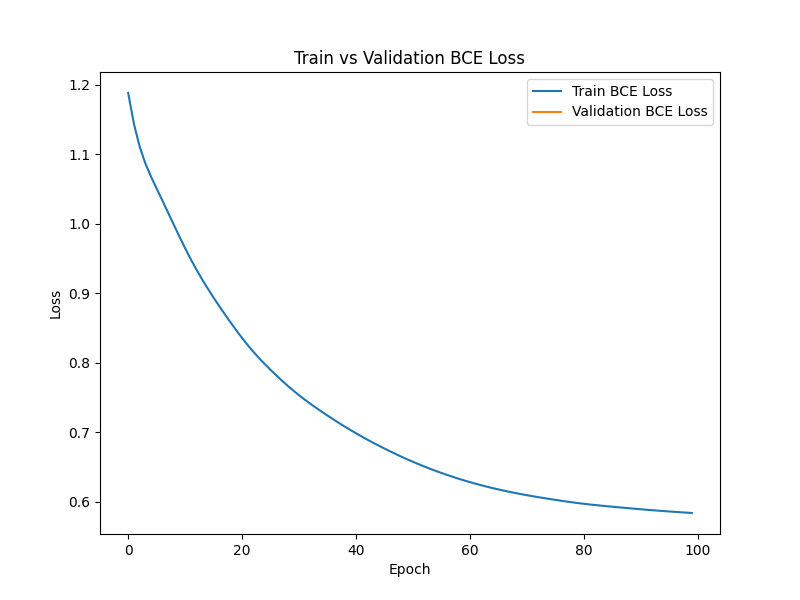 Train vs Validation BCE Loss
Train BCE Loss
Validation BCE Loss
1.2
1.1
1.0
0.9
0.8
0.7
0.6
Loss
0 20 40 60 80 100
Epoch